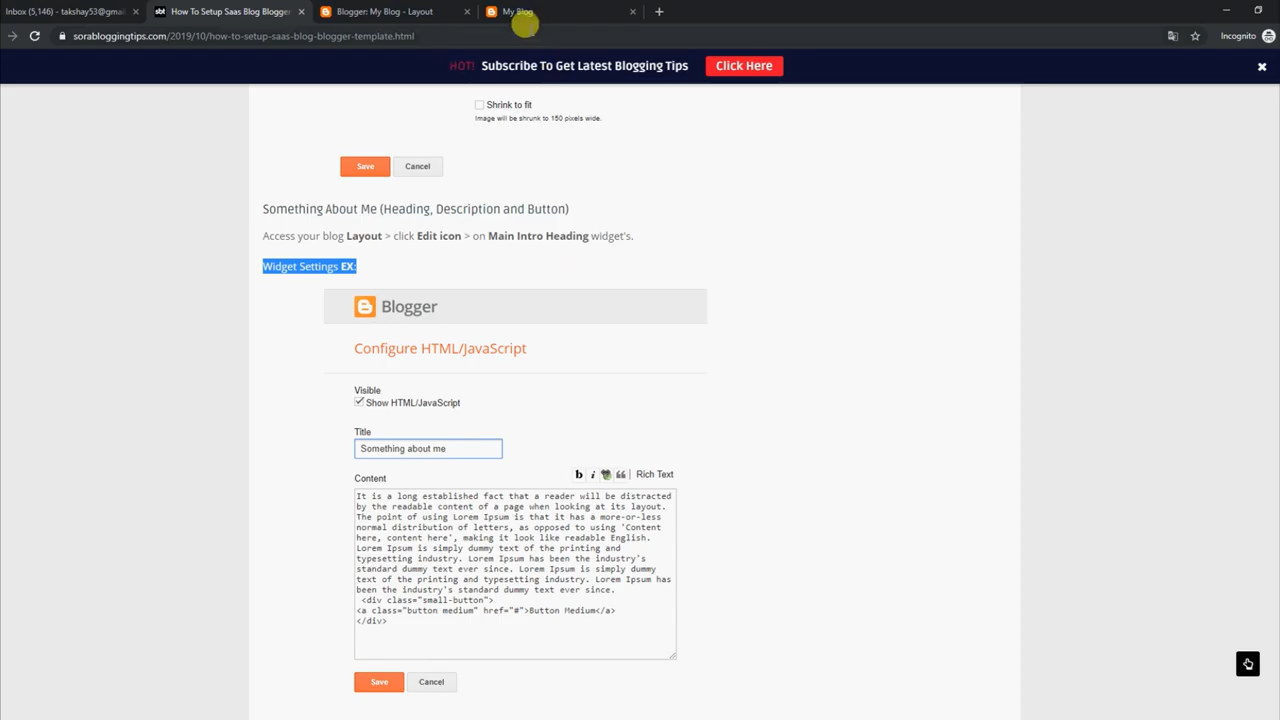 Inbox (5,146) - takshay53@gmai
sbt How To Setup Saas Blog Blogger
Blogger: My Blog - Layout
My Blog
sorabloggingtips.com/2019/10/how-to-setup-saas-blog-blogger-template.html
Incognito
HOT! Subscribe To Get Latest Blogging Tips Click Here
Shrink to fit
Image will be shrunk to 150 pixels wide.
Save Cancel
Something About Me (Heading, Description and Button)
Access your blog Layout > click Edit icon > on Main Intro Heading widget's.
Widget Settings EX:
Blogger
Configure HTML/JavaScript
Visible
Show HTML/JavaScript
Title
Something about me
b i Rich Text
Content
It is a long established fact that a reader will be distracted
by the readable content of a page when looking at its layout.
The point of using Lorem Ipsum is that it has a more-or-less
normal distribution of letters, as opposed to using 'Content
here, content here', making it look like readable English.
Lorem Ipsum is simply dummy text of the printing and
typesetting industry. Lorem Ipsum has been the industry's
standard dummy text ever since. Lorem Ipsum is simply dummy
text of the printing and typesetting industry. Lorem Ipsum has
been the industry's standard dummy text ever since.
<div class="small-button">
<a class="button medium" href="#">Button Medium</a>
</div>
Save Cancel